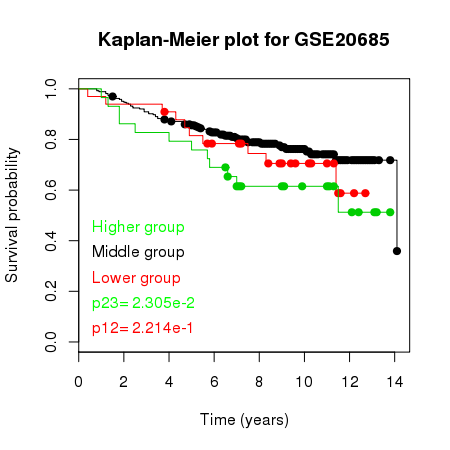 Kaplan-Meier plot for GSE20685
Survival probability
1.0
0.8
0.6
0.4
0.2
0.0
Higher group
Middle group
Lower group
p23= 2.305e-2
p12= 2.214e-1
0 2 4 6 8 10 12 14
Time (years)